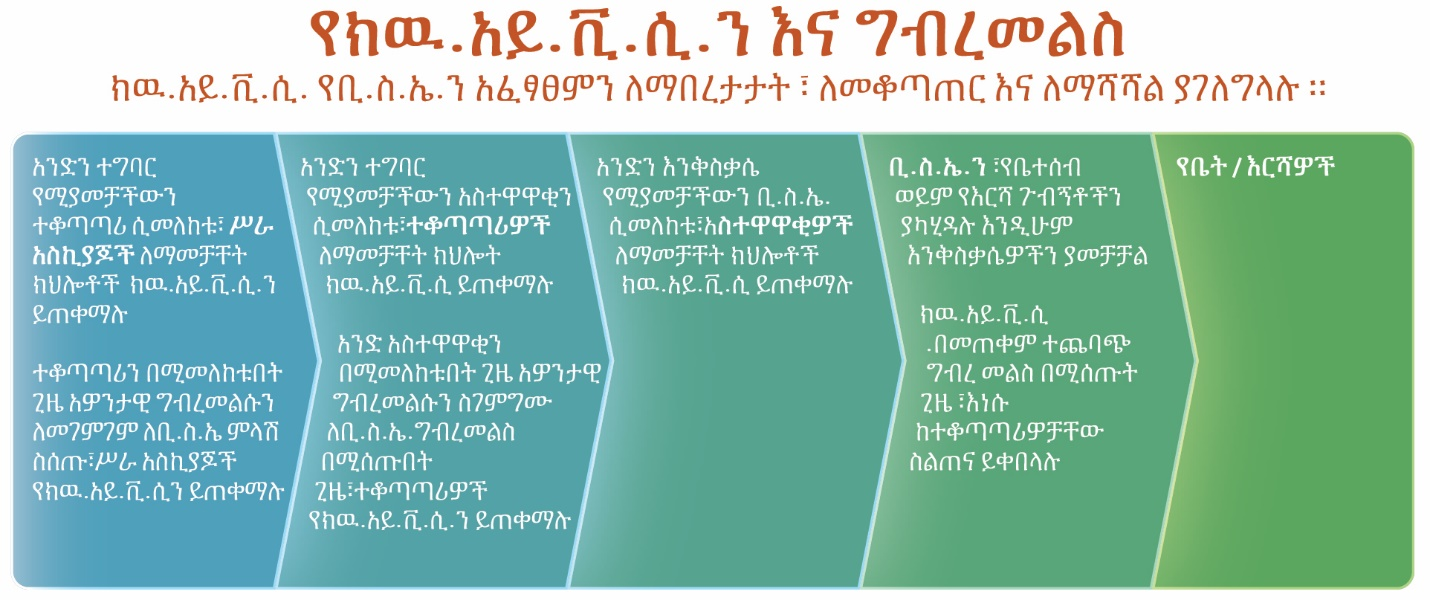 የክዉ.አይ.ቪ.ሲ.ን እና ግብረመልስ
ክዉ.አይ.ቪ.ሲ. የቢ.ስ.ኤ.ን አፈፃፀምን ለማበረታታት ፣ ለመቆጣጠር እና ለማሻሻል ያገለግላሉ ፡፡
አንድን ተግባር
የሚያመቻችውን
ተቆጣጣሪ ሲመለከቱ፣ ሥራ
አስኪያጆች ለማመቻቸት
ክህሎቶች ክዉ.አይ.ቪ.ሲ.ን
ይጠቀማሉ
ተቆጣጣሪን በሚመለከቱበት
ጊዜ አዎንታዊ ግብረመልሱን
ለመገምገም ለቢ.ስ.ኤ ምላሽ
ስሰጡ፣ሥራ አስኪያጆች
የክዉ.አይ.ቪ.ሲን ይጠቀማሉ
አንድን ተግባር
የሚያመቻችውን አስተዋዋቂን
ሲመለከቱ፣ተቆጣጣሪዎች
ለማመቻቸት ክህሎት
ክዉ.አይ.ቪ.ሲ ይጠቀማሉ
አንድ አስተዋዋቂን
በሚመለከቱበት ጊዜ አዎንታዊ
ግብረመልሱን ስገምግሙ
ለቢ.ስ.ኤ.ግብረመልስ
በሚሰጡበት
ጊዜ፣ተቆጣጣሪዎች
የክዉ.አይ.ቪ.ሲ.ን ይጠቀማሉ
አንድን እንቅስቃሴ
የሚያመቻችውን ቢ.ስ.ኤ.
ሲመለከቱ፣አስተዋዋቂዎች
ለማመቻቸት ክህሎቶች
ክዉ.አይ.ቪ.ሲ ይጠቀማሉ
ቢ.ስ.ኤ.ን ፣የቤተሰብ
ወይም የእርሻ ጉብኝቶችን
ያካሂዳሉ እንዲሁም
እንቅስቃሴዎችን ያመቻቻል
ክዉ.አይ.ቪ.ሲ
.በመጠቀም ተጨባጭ
ግብረ መልስ በሚሰጡት
ጊዜ ፣እነሱ
ከተቆጣጣሪዎቻቸው
ስልጠና ይቀበላሉ
የቤት / እርሻዎች